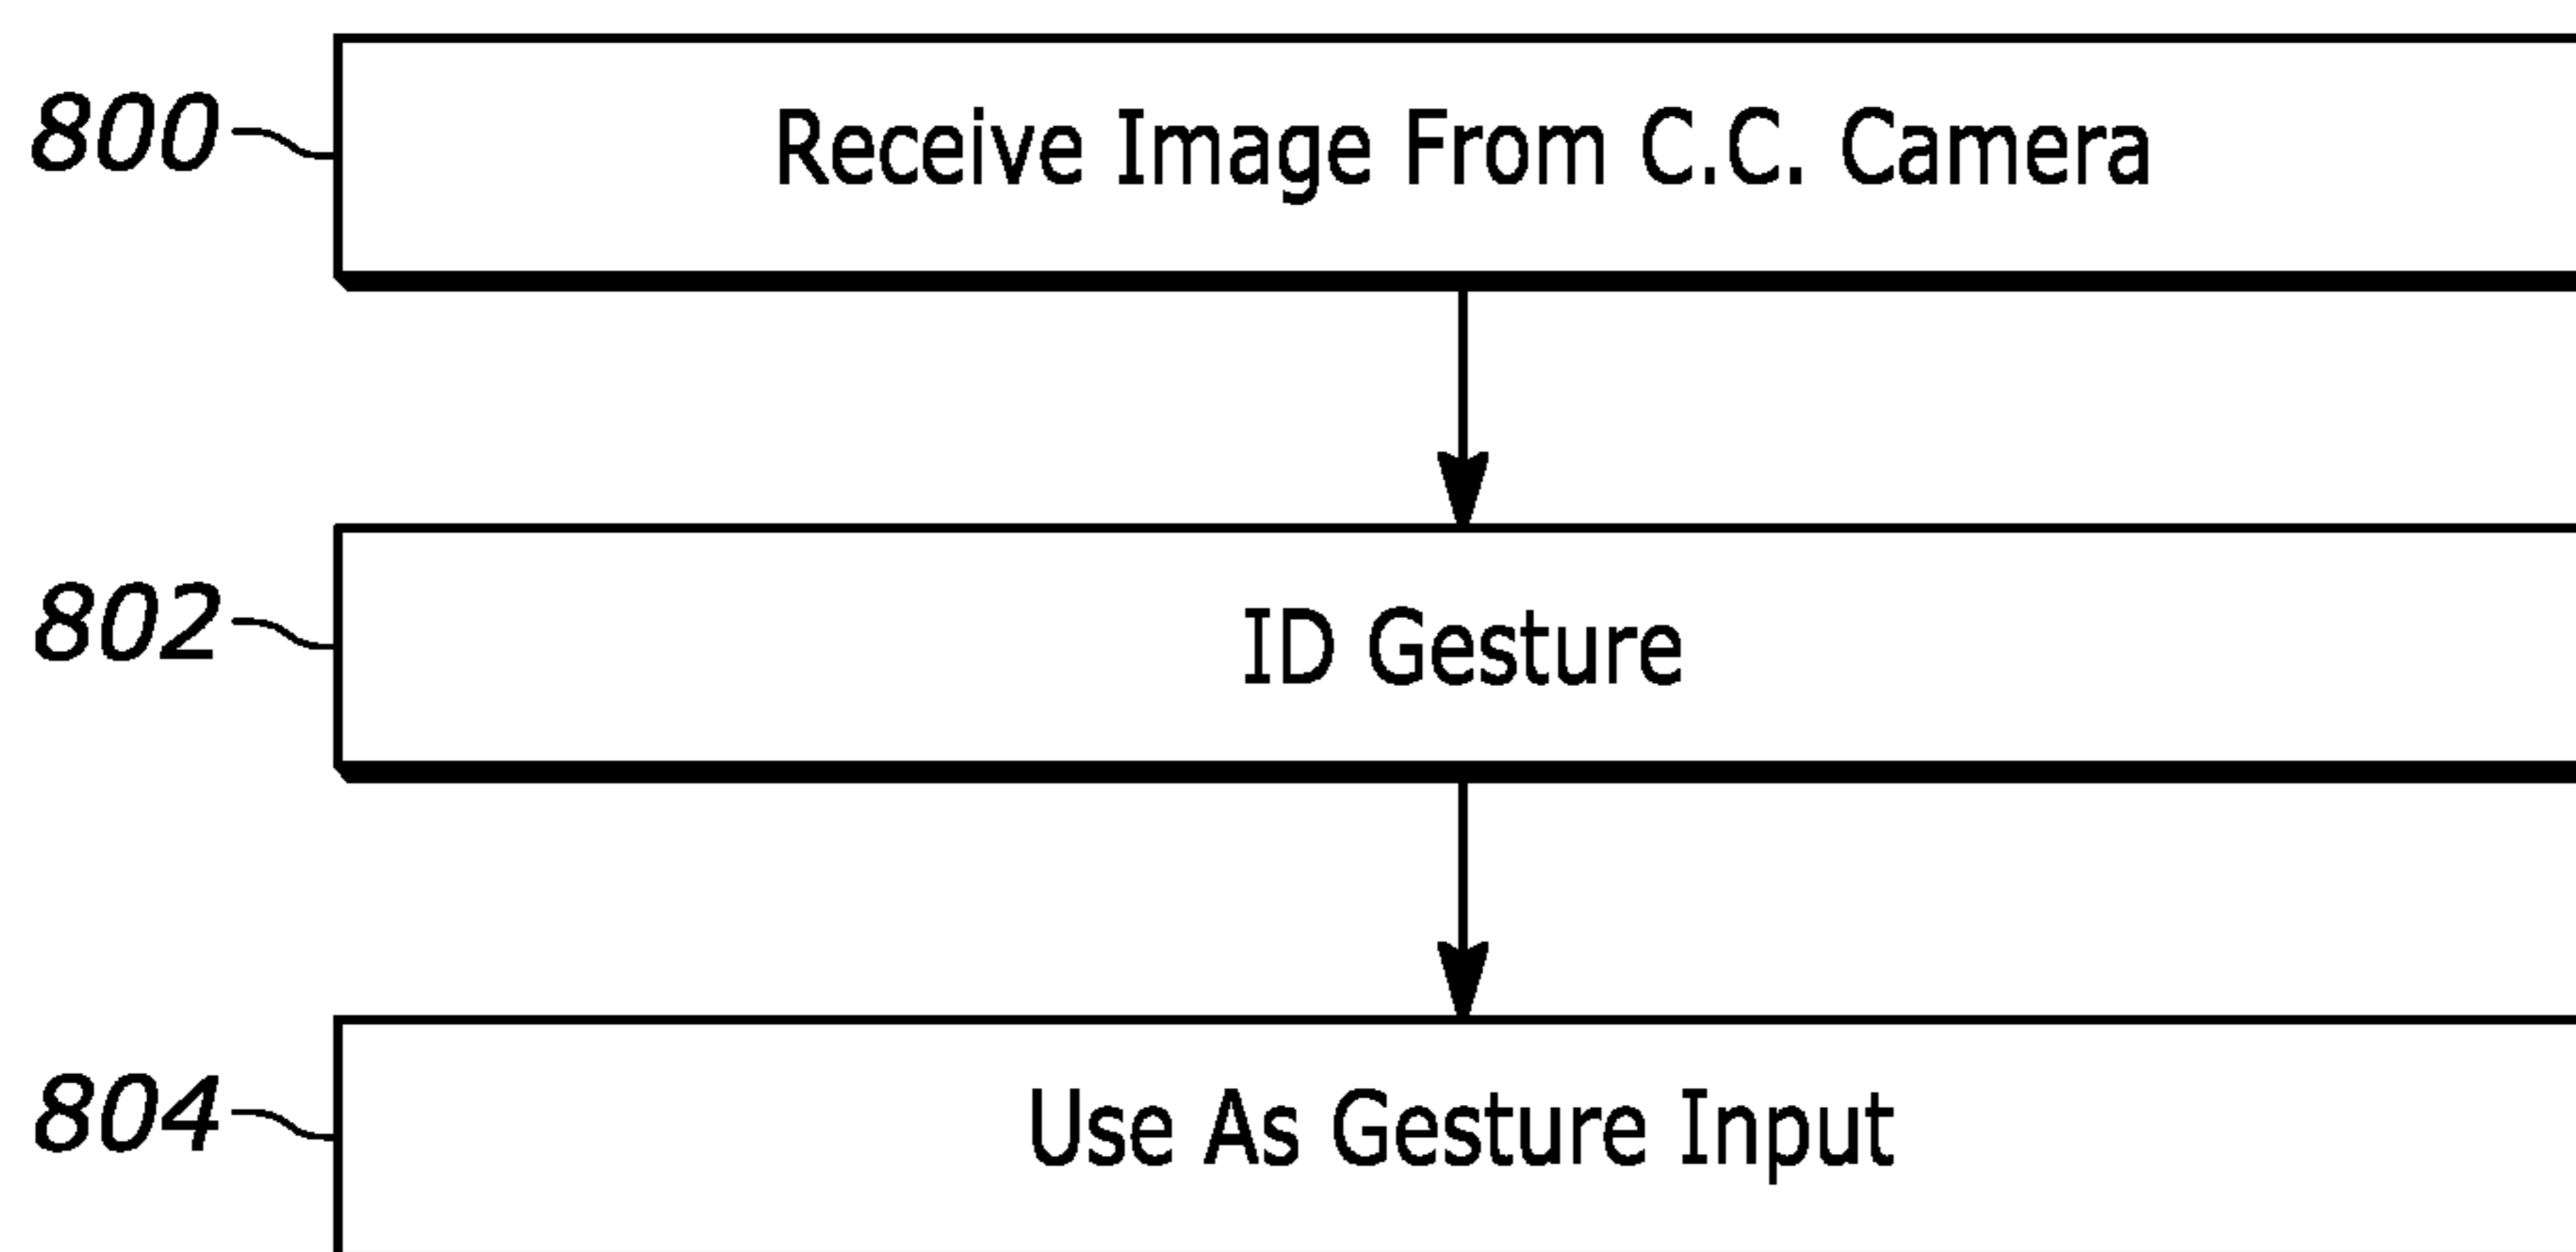 800 Receive Image From C.C. Camera
802 ID Gesture
804 Use As Gesture Input